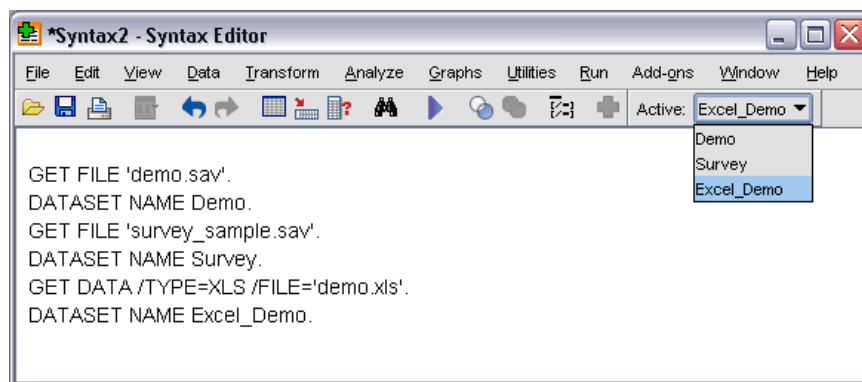 *Syntax2 - Syntax Editor
File Edit View Data Transform Analyze Graphs Utilities Run Add-ons Window Help
Active: Excel_Demo
Demo
Survey
Excel_Demo
GET FILE 'demo.sav'.
DATASET NAME Demo.
GET FILE 'survey_sample.sav'.
DATASET NAME Survey.
GET DATA /TYPE=XLS /FILE='demo.xls'.
DATASET NAME Excel_Demo.